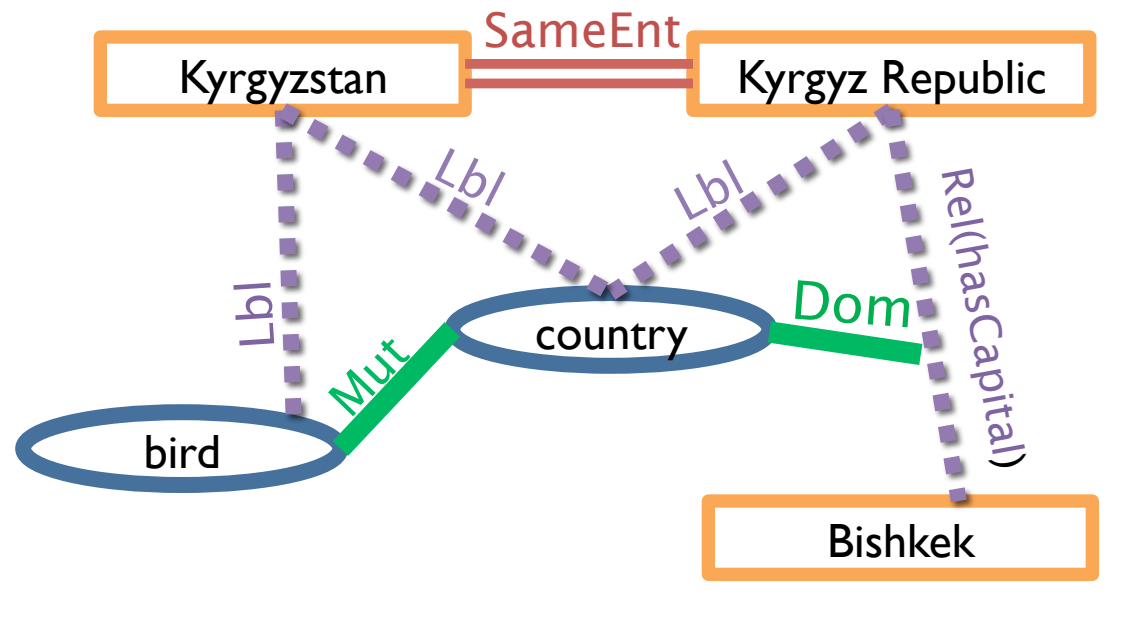 SameEnt
Kyrgyzstan
Kyrgyz Republic
Lbl
Lbl
Rel(hasCapital)
Lbl
Dom
country
Mut
bird
Bishkek